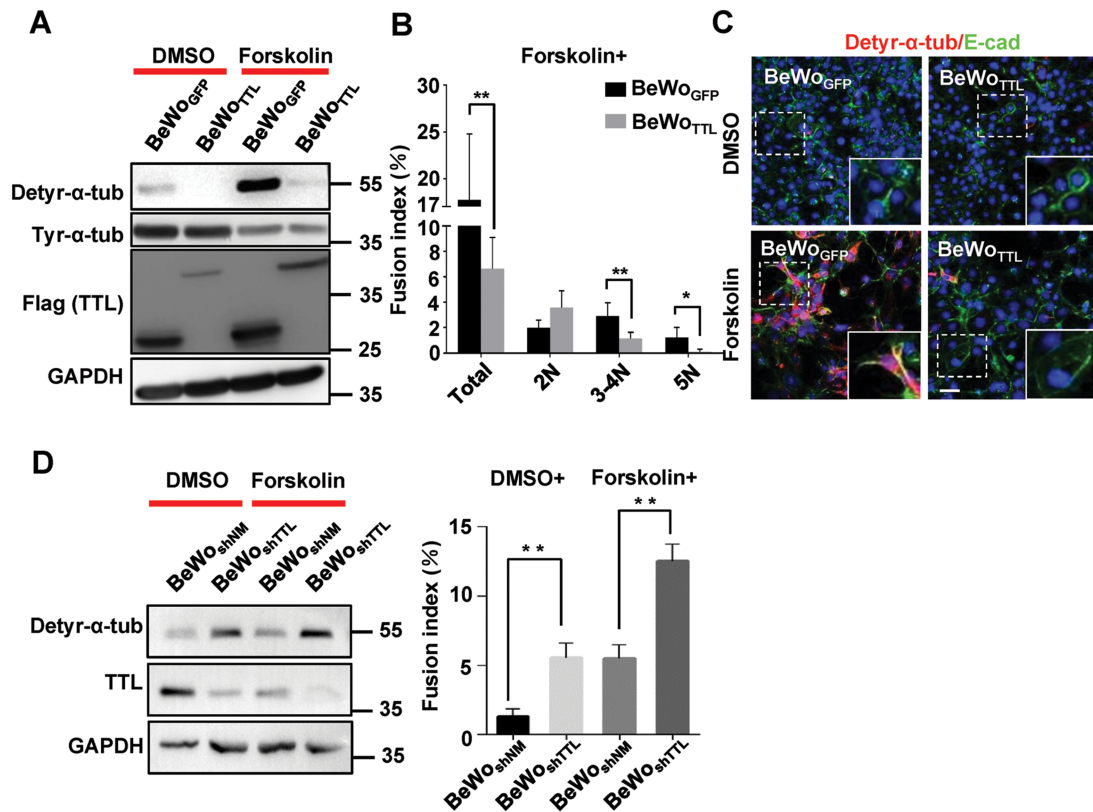 A
DMSO Forskolin
BeWoGFP BeWoTTL BeWoGFP BeWoTTL
Detyr-α-tub 55
Tyr-α-tub 35
Flag (TTL) 35
25
GAPDH 35
B
Forskolin+
BeWoGFP
BeWoTTL
Fusion index (%)
30
25
20
17
10
8
6
4
2
0
** ** *
Total 2N 3-4N 5N
C
Detyr-α-tub/E-cad
DMSO
BeWoGFP BeWoTTL
Forskolin
BeWoGFP BeWoTTL
D
DMSO Forskolin
BeWoshNM BeWoshTTL BeWoshNM BeWoshTTL
Detyr-α-tub 55
TTL 35
GAPDH 35
DMSO+ Forskolin+
Fusion index (%)
15
10
5
0
** **
BeWoshNM BeWoshTTL BeWoshNM BeWoshTTL